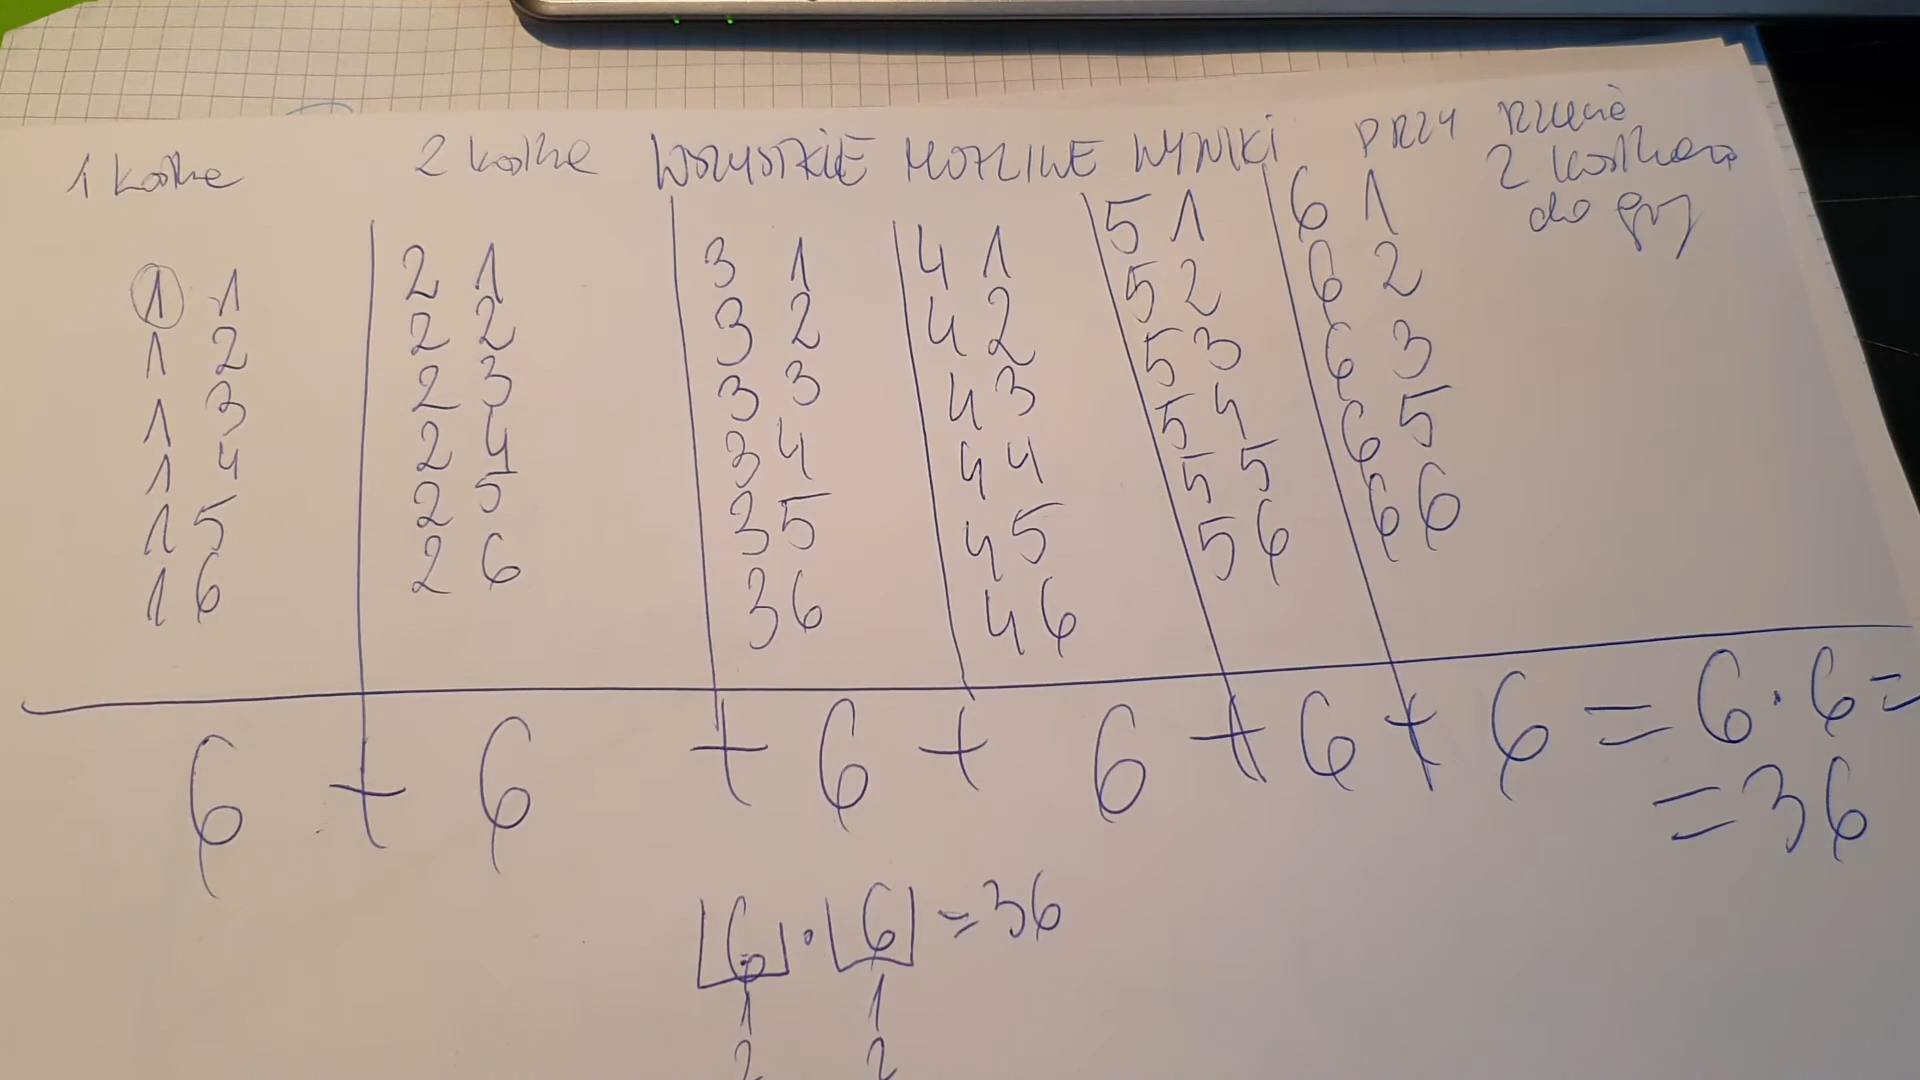 1 kostka 2 kostka WSZYSTKIE MOŻLIWE WYNIKI PRZY RZUCIE
2 kostkami
do gry
1 1 2 1 3 1 4 1 5 1 6 1
1 2 2 2 3 2 4 2 5 2 6 2
1 3 2 3 3 3 4 3 5 3 6 3
1 4 2 4 3 4 4 4 5 4 6 5
1 5 2 5 3 5 4 5 5 5 6 6
1 6 2 6 3 6 4 6 5 6
6 + 6 + 6 + 6 + 6 + 6 = 6 · 6 =
= 36
6 · 6 = 36
1 1
2 2